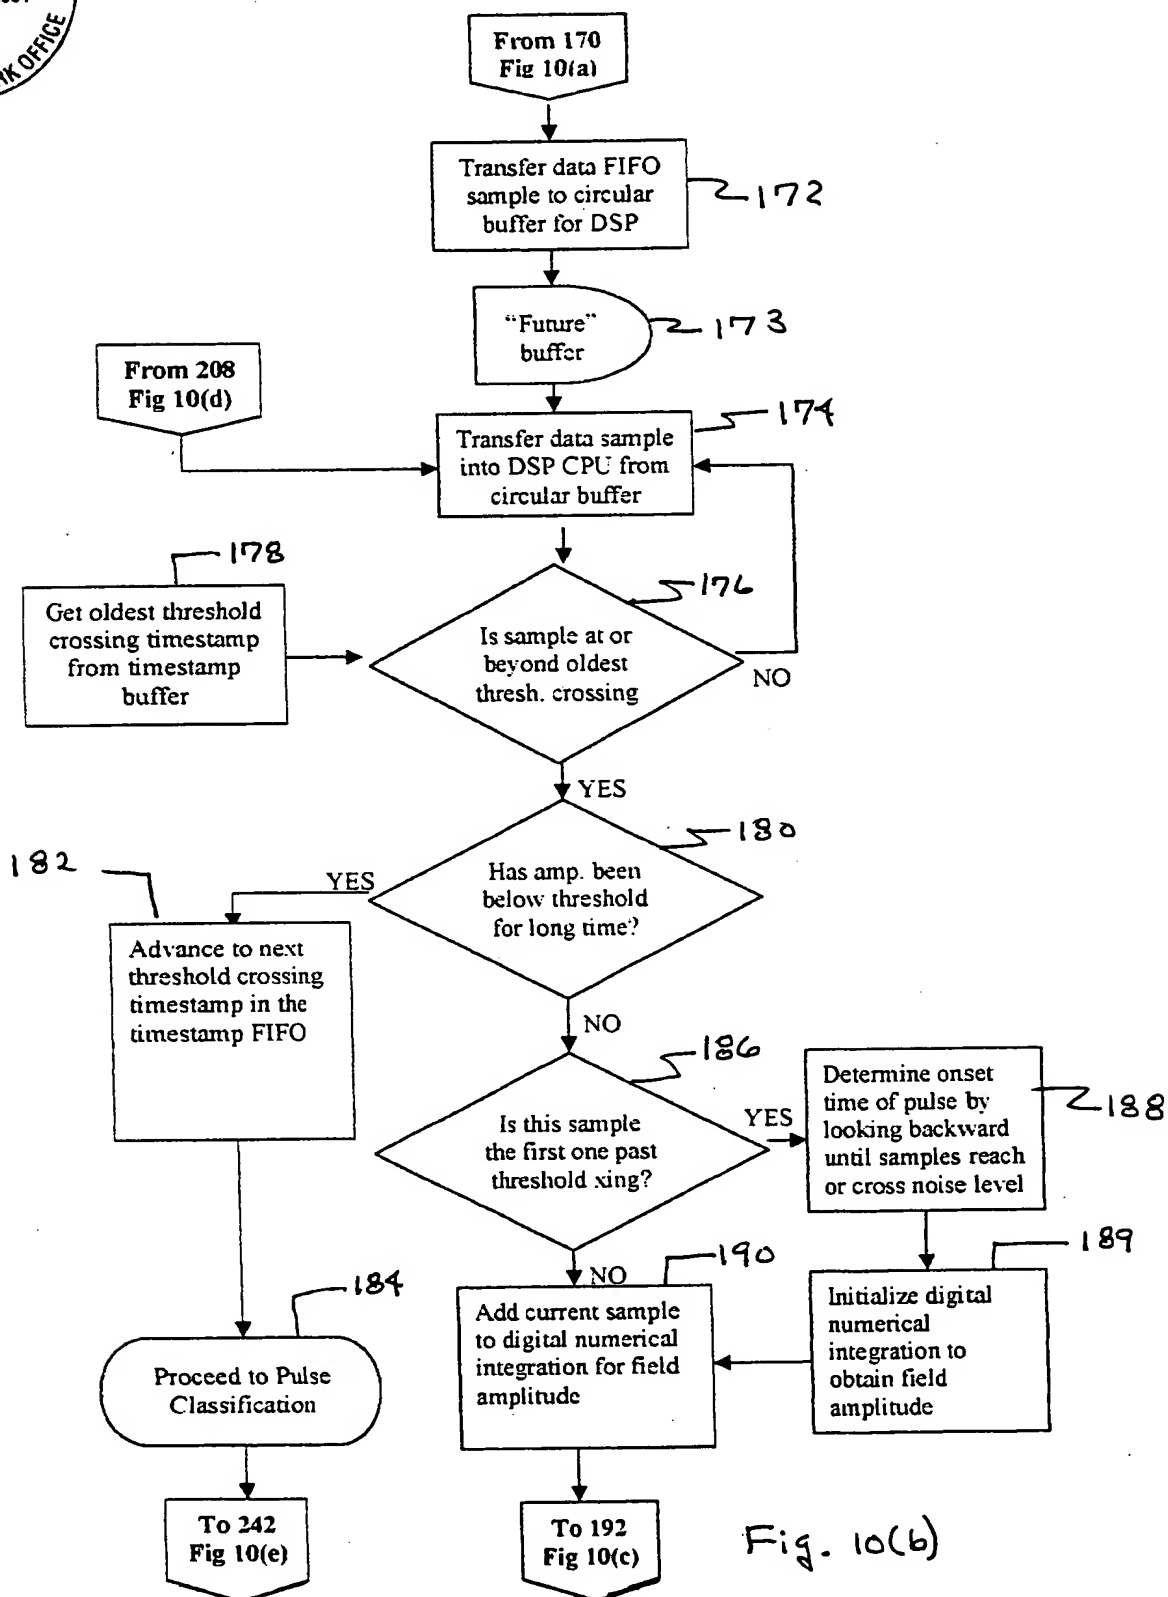 RK OFFICE
From 170
Fig 10(a)
Transfer data FIFO
sample to circular
buffer for DSP
172
"Future"
buffer
173
From 208
Fig 10(d)
Transfer data sample
into DSP CPU from
circular buffer
174
178
Get oldest threshold
crossing timestamp
from timestamp
buffer
176
Is sample at or
beyond oldest
thresh. crossing
NO
YES
180
Has amp. been
below threshold
for long time?
YES
182
Advance to next
threshold crossing
timestamp in the
timestamp FIFO
NO
186
Is this sample
the first one past
threshold xing?
YES
Determine onset
time of pulse by
looking backward
until samples reach
or cross noise level
188
NO
190
Add current sample
to digital numerical
integration for field
amplitude
189
Initialize digital
numerical
integration to
obtain field
amplitude
184
Proceed to Pulse
Classification
To 242
Fig 10(e)
To 192
Fig 10(c)
Fig. 10(b)